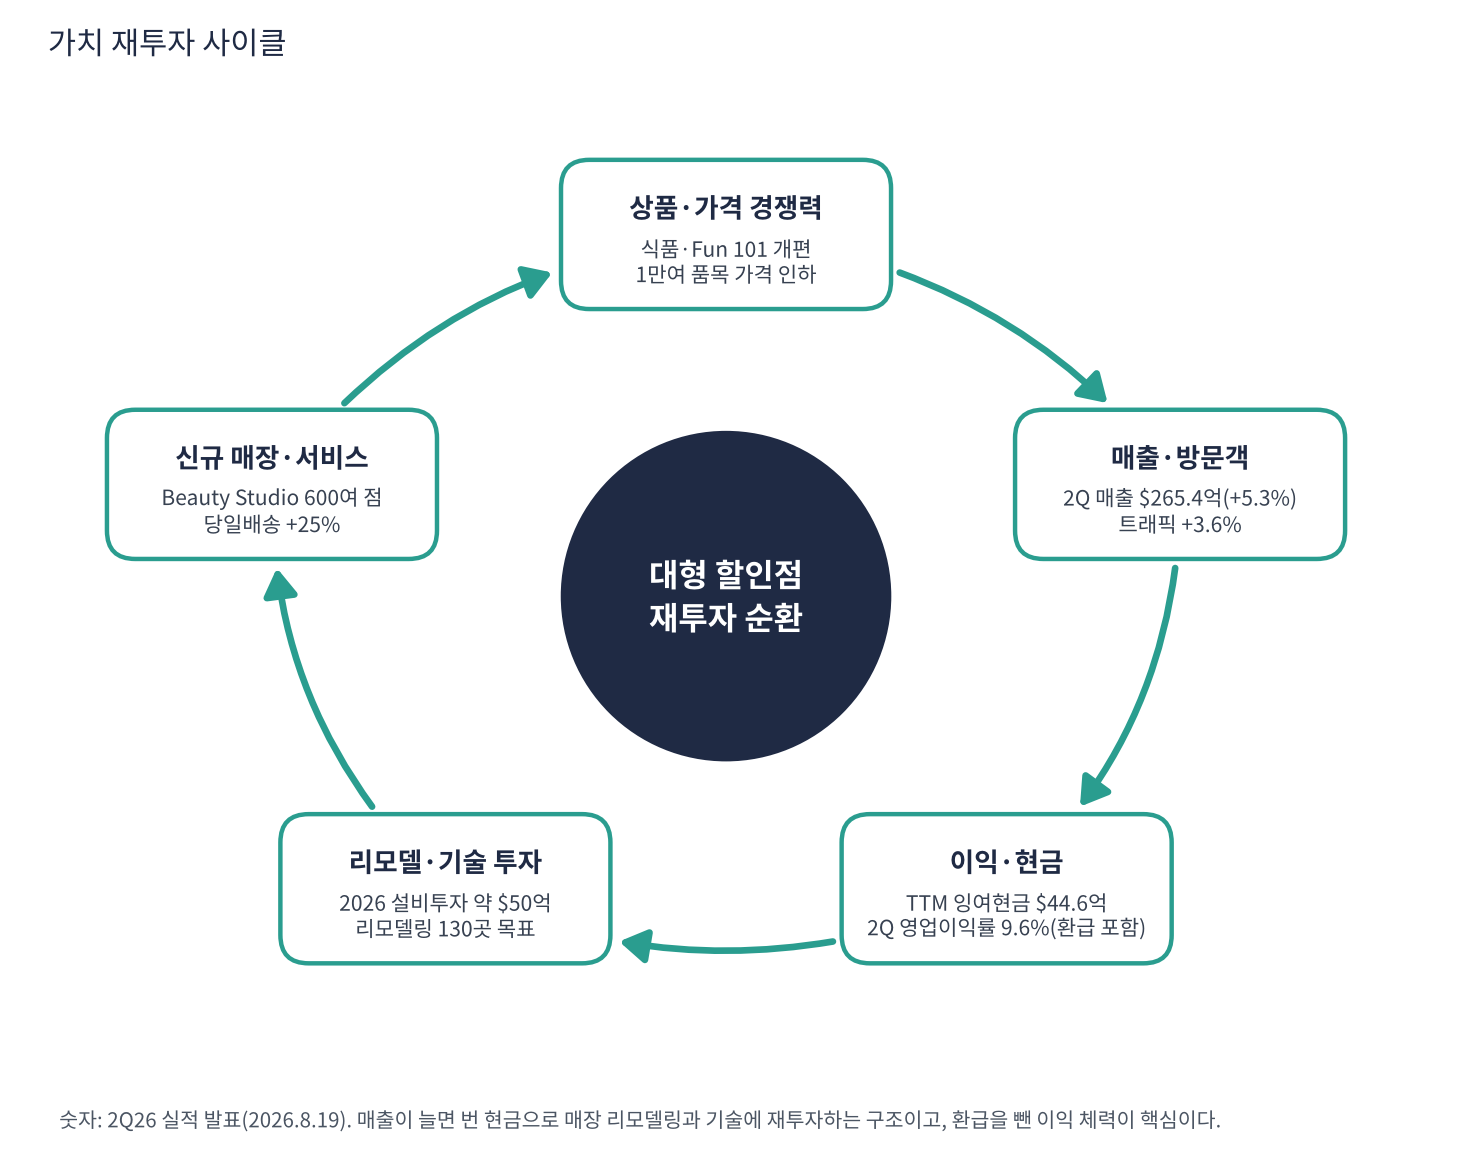 가치 재투자 사이클
상품·가격 경쟁력
식품·Fun 101 개편
1만여 품목 가격 인하
신규 매장·서비스
Beauty Studio 600여 점
당일배송 +25%
매출·방문객
2Q 매출 $265.4억(+5.3%)
트래픽 +3.6%
대형 할인점
재투자 순환
리모델·기술 투자
2026 설비투자 약 $50억
리모델링 130곳 목표
이익·현금
TTM 잉여현금 $44.6억
2Q 영업이익률 9.6%(환급 포함)
숫자: 2Q26 실적 발표(2026.8.19). 매출이 늘면 번 현금으로 매장 리모델링과 기술에 재투자하는 구조이고, 환급을 뺀 이익 체력이 핵심이다.